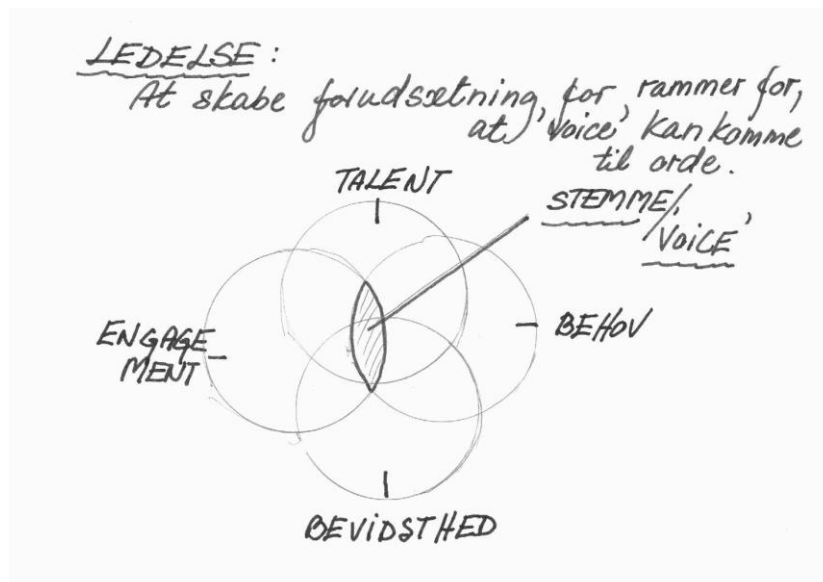 LEDELSE:
At skabe forudsætning, for, rammer for,
at 'voice' kan komme
til orde.
TALENT
STEMME/
'VOICE'
ENGAGE
MENT
BEHOV
BEVIDSTHED